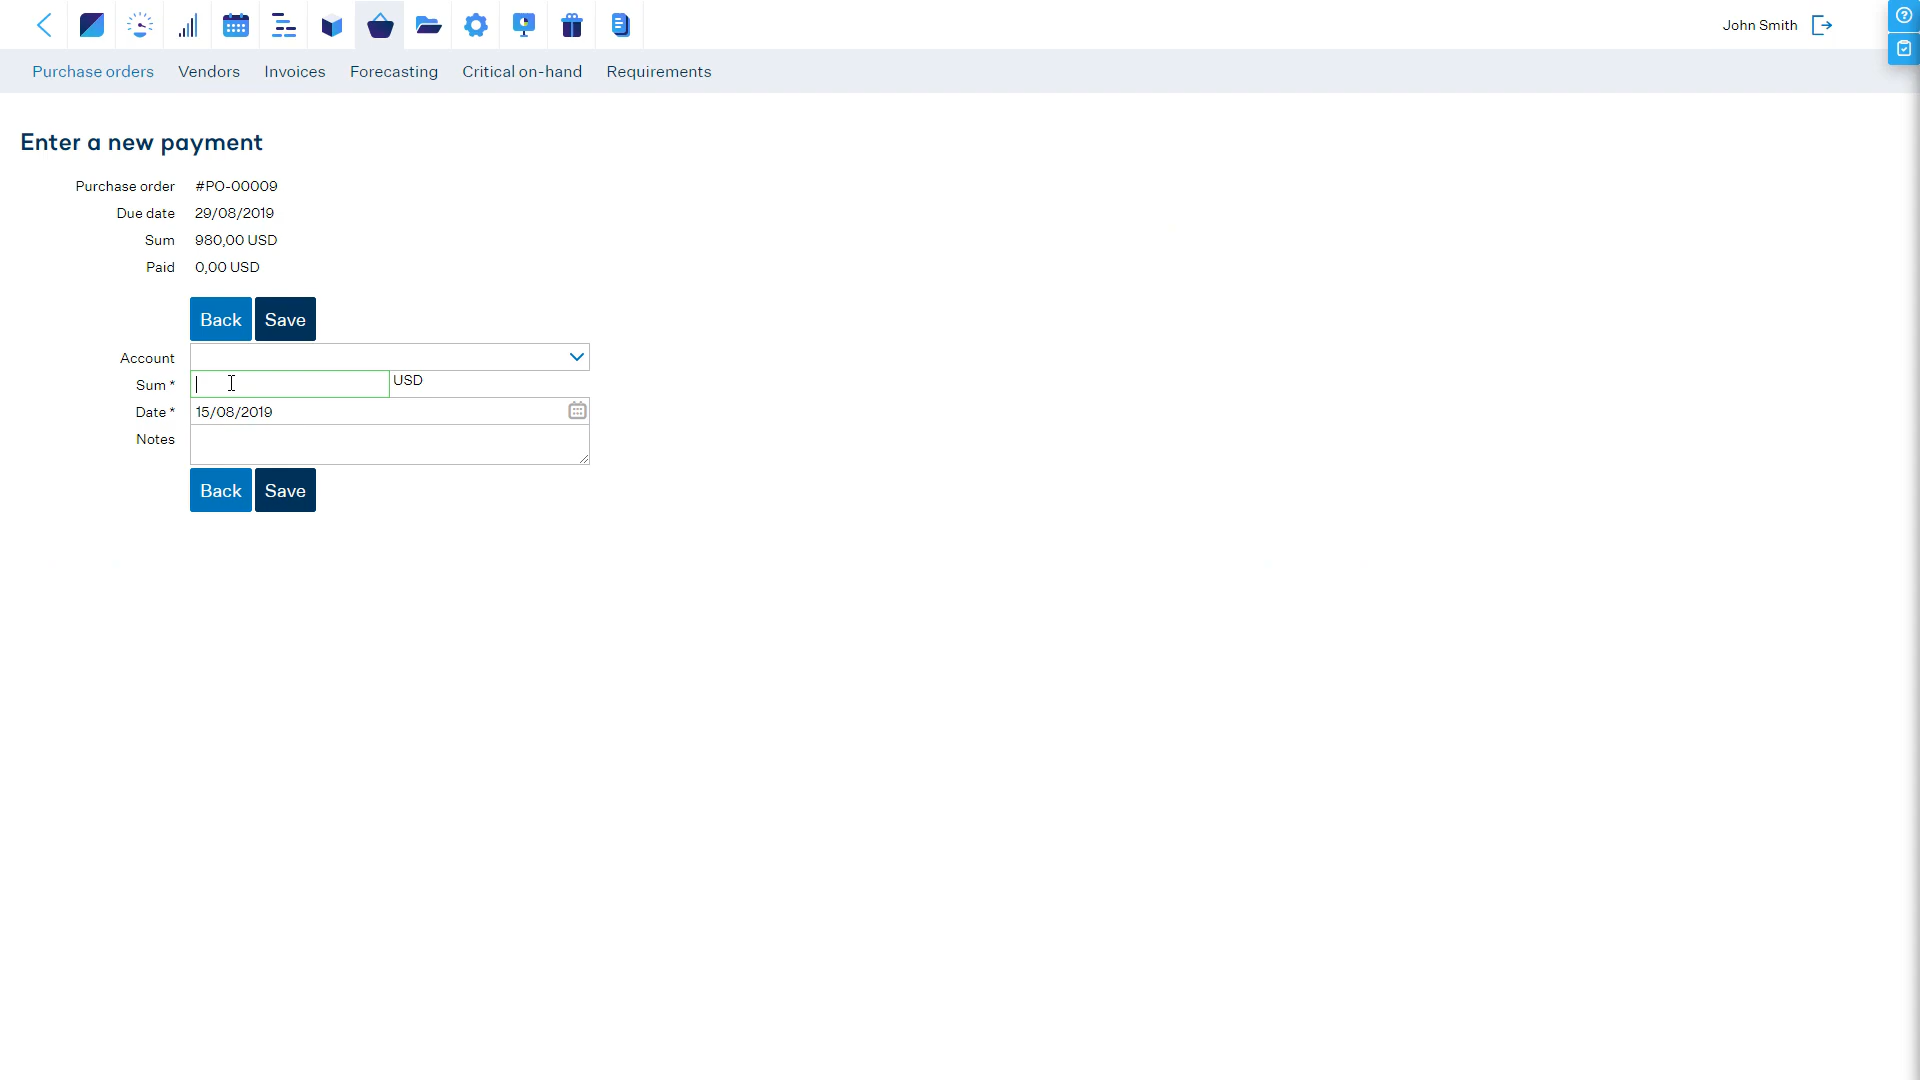 John Smith
Purchase orders Vendors Invoices Forecasting Critical on-hand Requirements
Enter a new payment
Purchase order #PO-00009
Due date 29/08/2019
Sum 980,00 USD
Paid 0,00 USD
Back Save
Account
Sum * USD
Date * 15/08/2019
Notes
Back Save